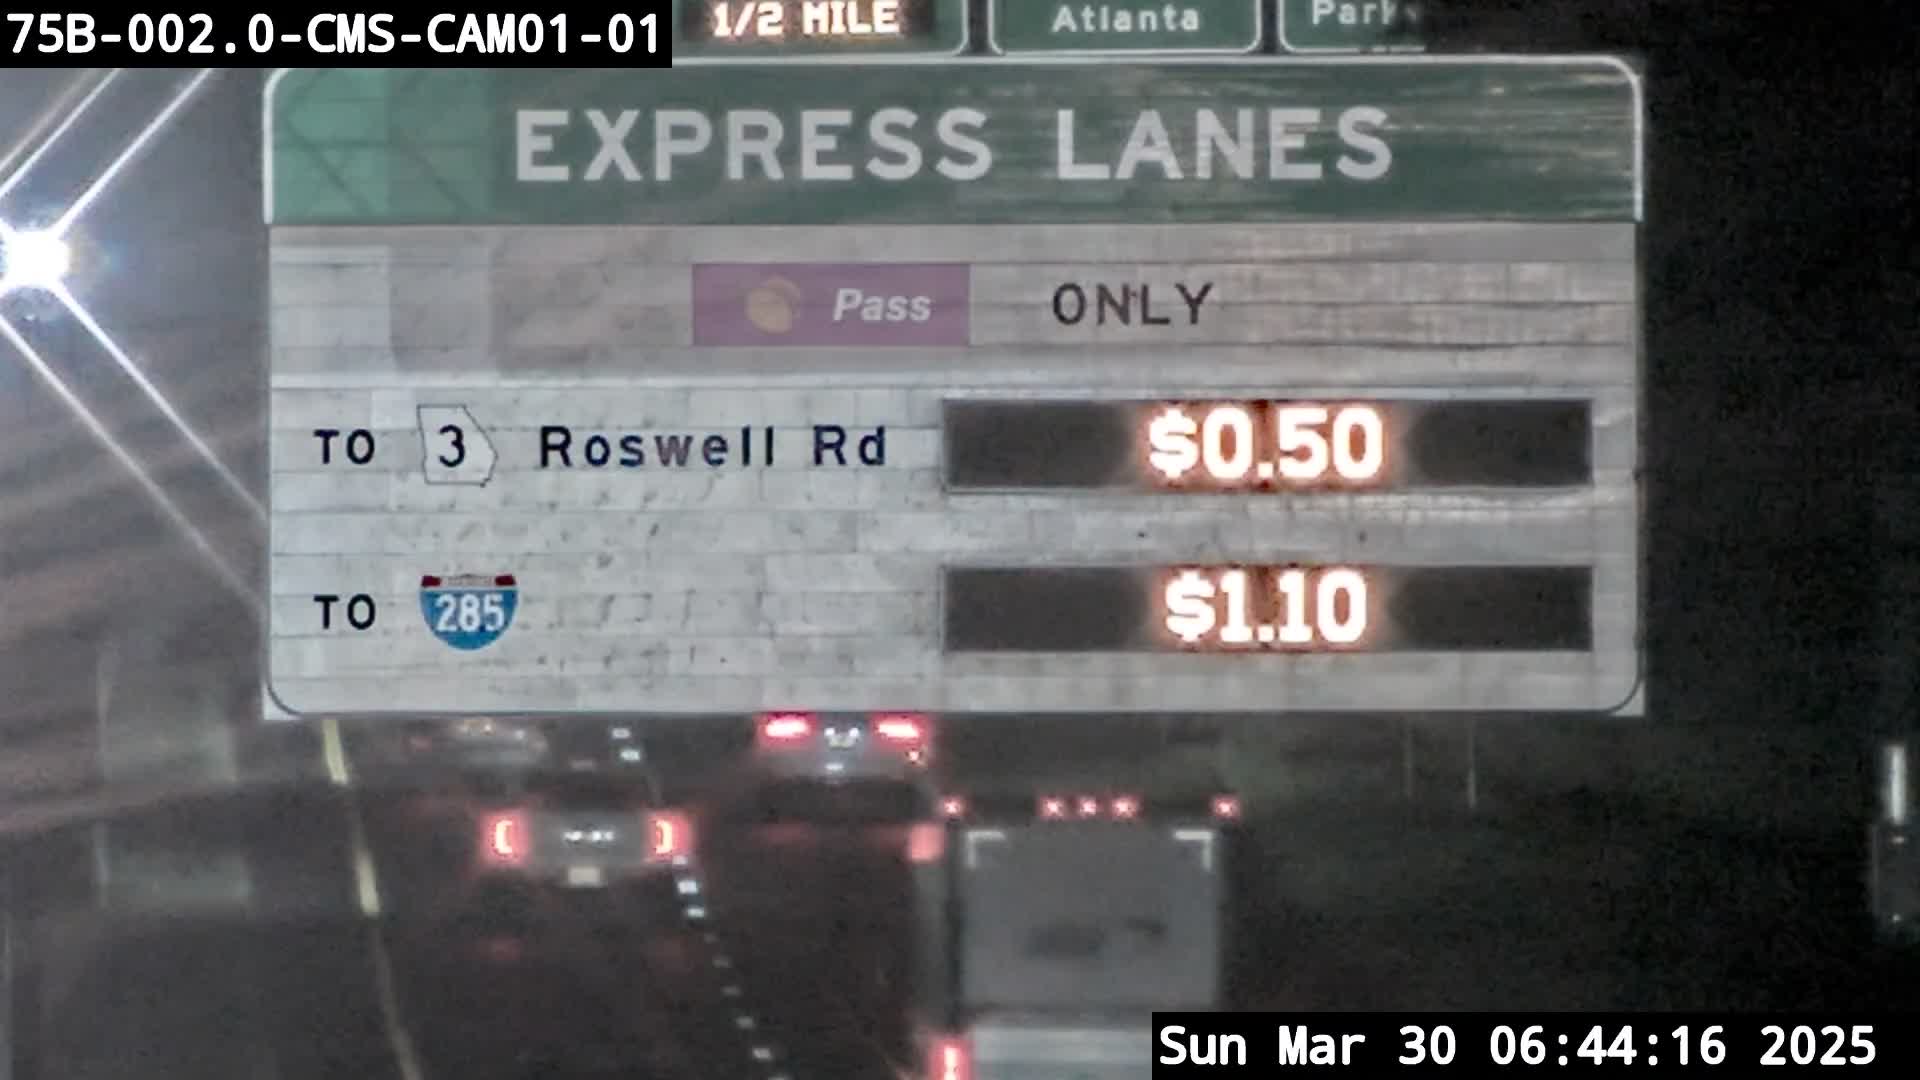 75B-002.0-CMS-CAM01-01
1/2 MILE
Atlanta
EXPRESS LANES
Pass ONLY
TO 3 Roswell Rd $0.50
TO 285 $1.10
Sun Mar 30 06:44:16 2025